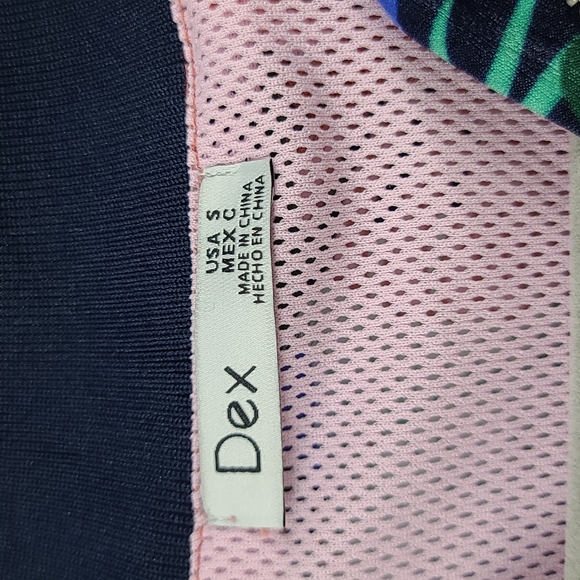 Dex
USA S
MEX C
MADE IN CHINA
HECHO EN CHINA